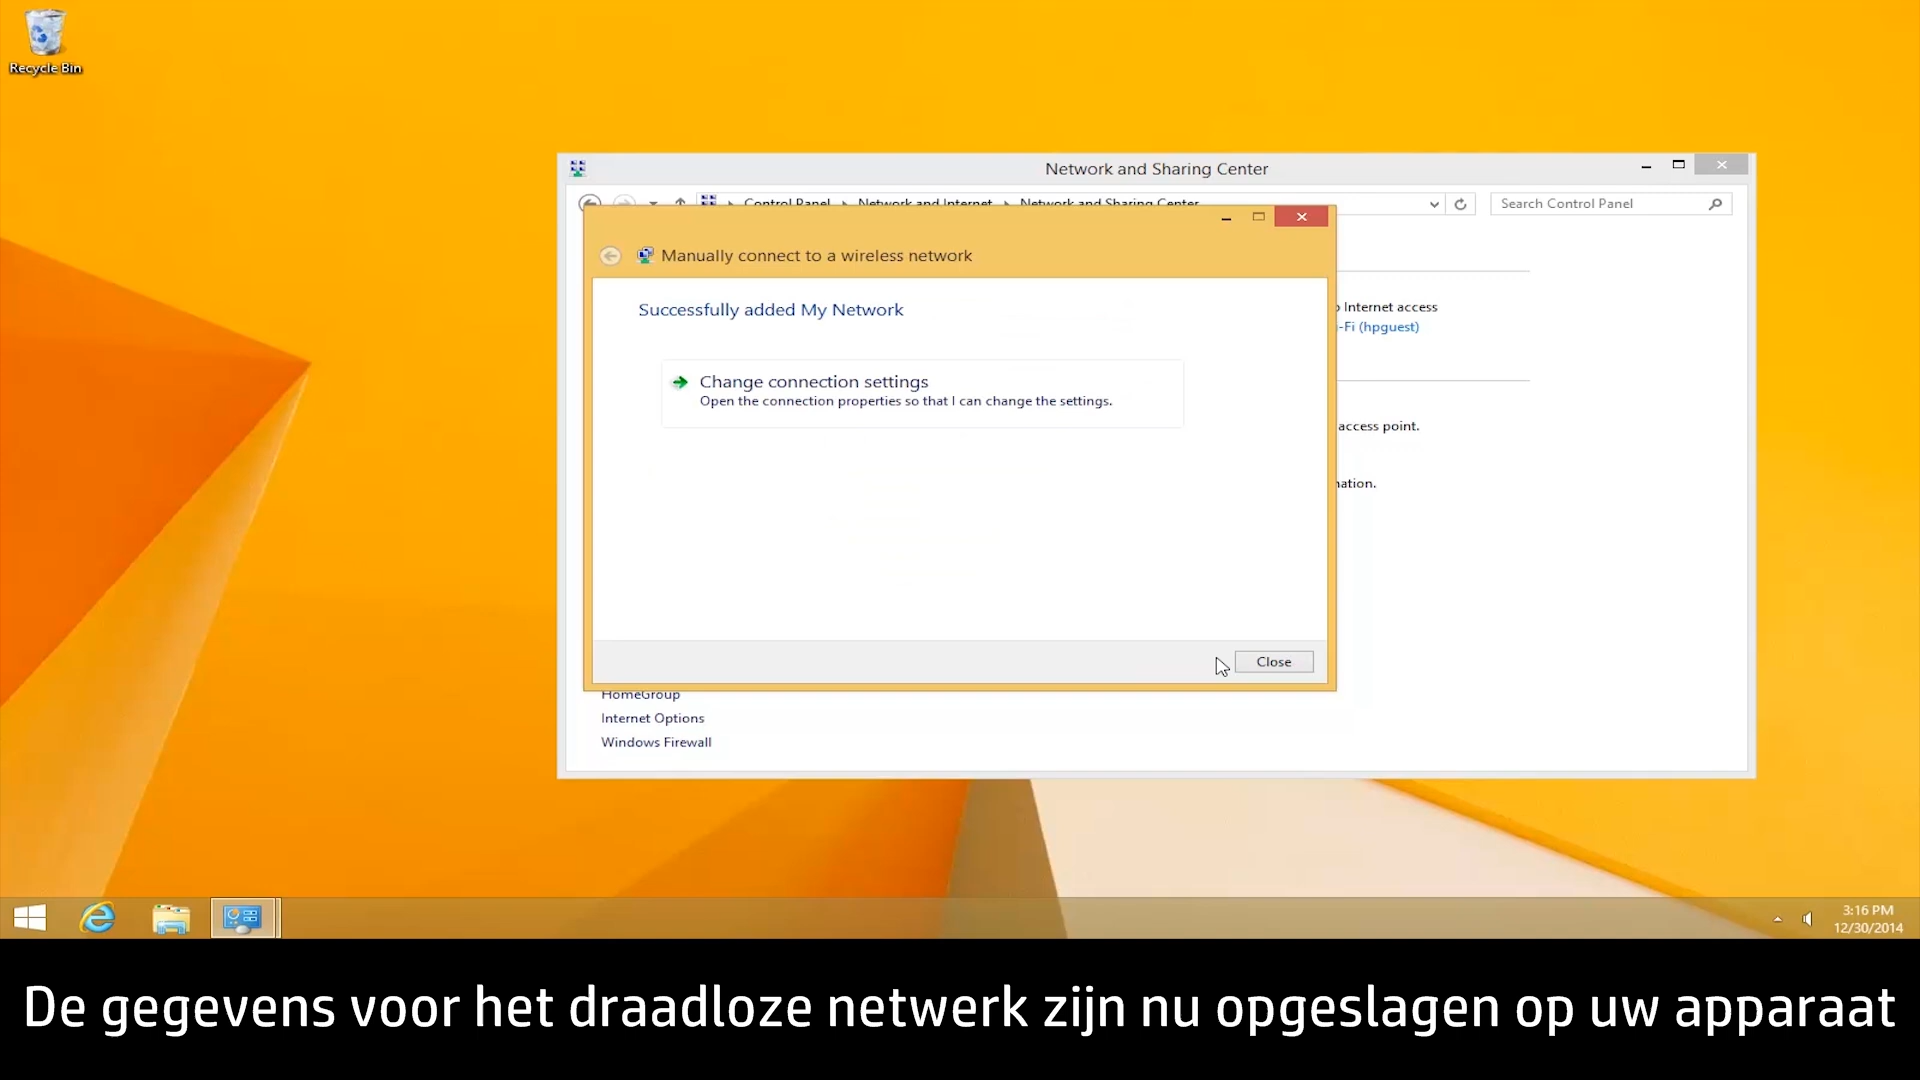 Recycle Bin
Network and Sharing Center
Control Panel
Network and Internet
Network and Sharing Center
Search Control Panel
Manually connect to a wireless network
Successfully added My Network
Internet access
-Fi (hpguest)
Change connection settings
Open the connection properties so that I can change the settings.
access point.
Close
HomeGroup
Internet Options
Windows Firewall
3:16 PM
12/30/2014
De gegevens voor het draadloze netwerk zijn nu opgeslagen op uw apparaat